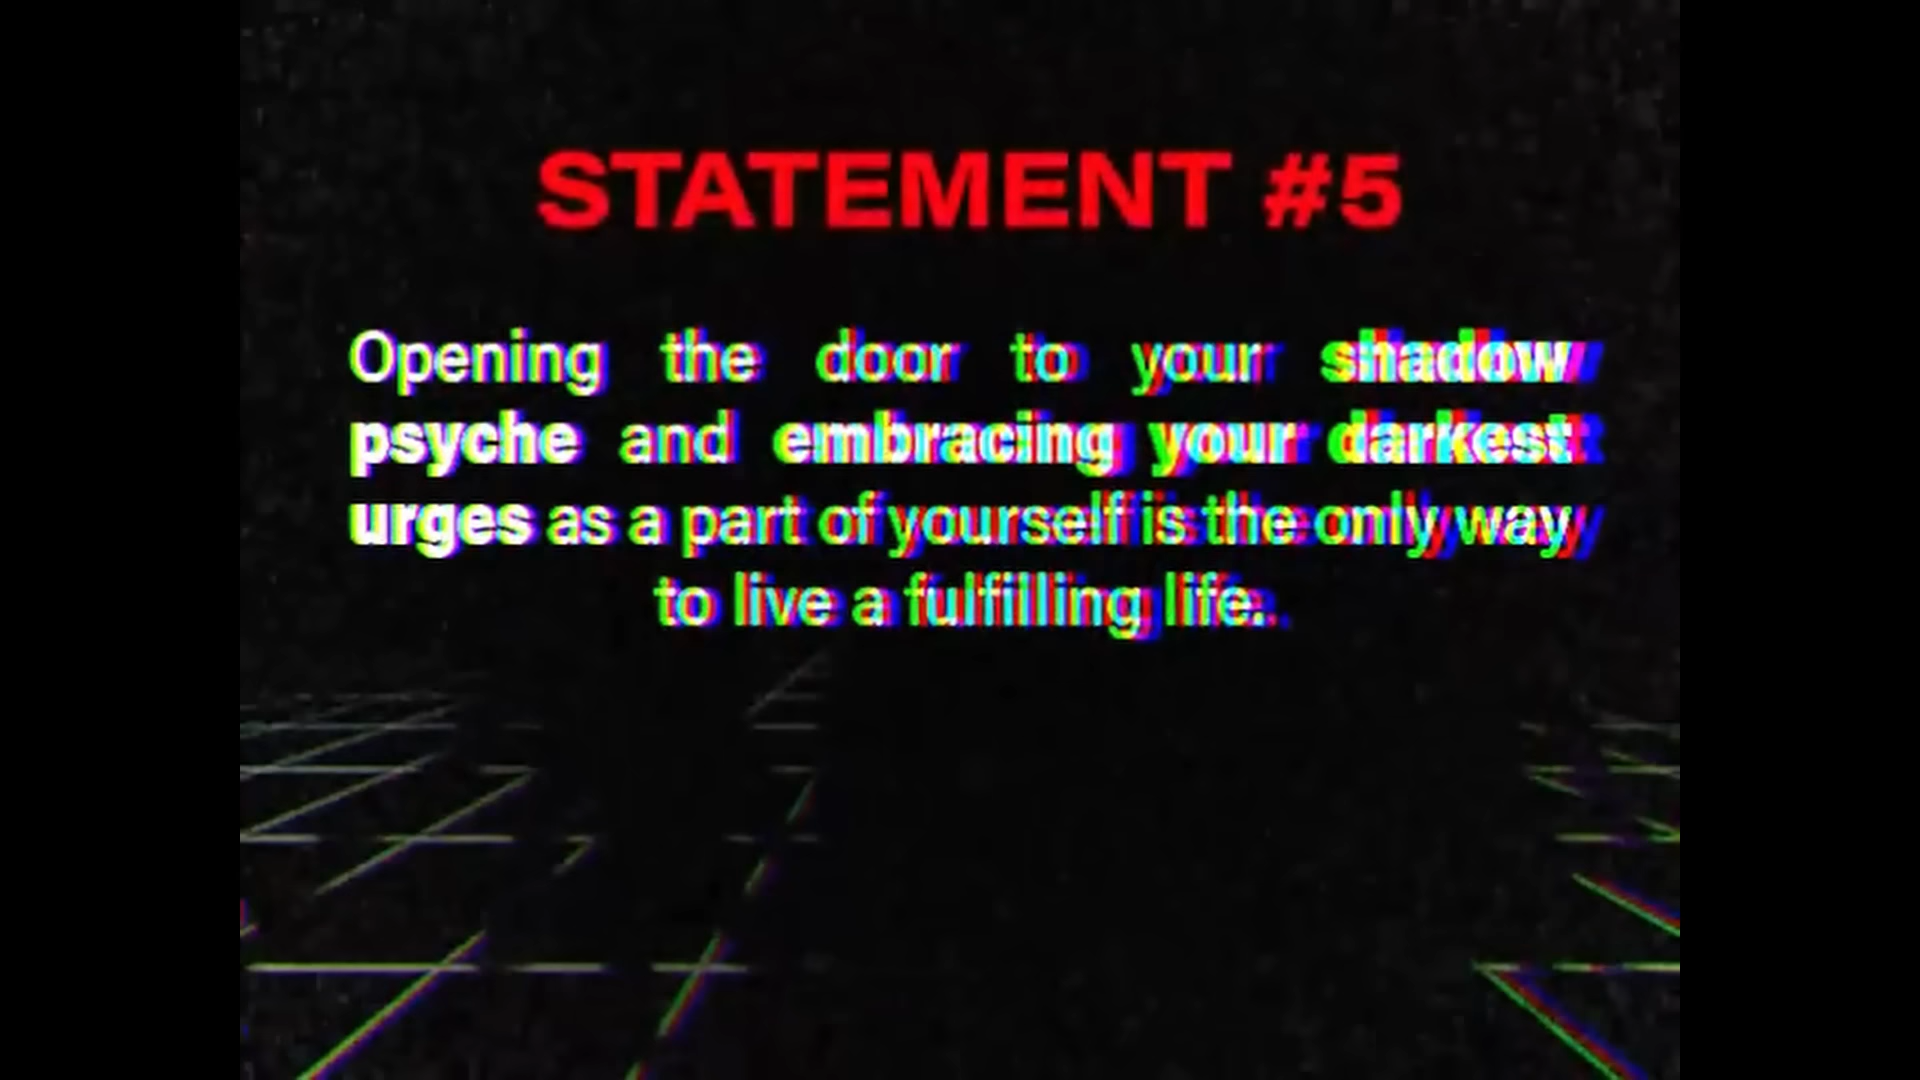 STATEMENT #5
Opening the door to your shadow
psyche and embracing your darkest
urges as a part of yourself is the only way
to live a fulfilling life.